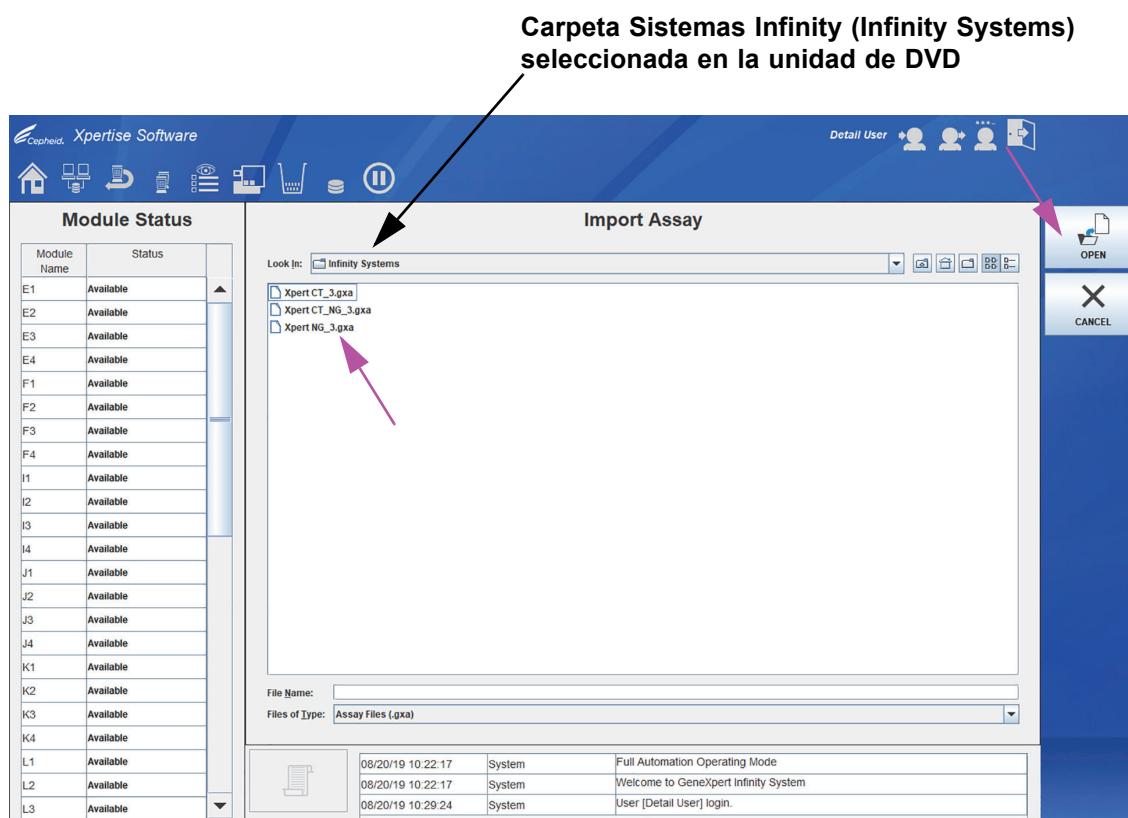 Carpeta Sistemas Infinity (Infinity Systems)
seleccionada en la unidad de DVD
Cepheid. Xpertise Software
Detail User
Module Status
Module Name
Status
E1 Available
E2 Available
E3 Available
E4 Available
F1 Available
F2 Available
F3 Available
F4 Available
I1 Available
I2 Available
I3 Available
I4 Available
J1 Available
J2 Available
J3 Available
J4 Available
K1 Available
K2 Available
K3 Available
K4 Available
L1 Available
L2 Available
L3 Available
Import Assay
Look In: Infinity Systems
Xpert CT_3.gxa
Xpert CT_NG_3.gxa
Xpert NG_3.gxa
File Name:
Files of Type: Assay Files (.gxa)
OPEN
CANCEL
08/20/19 10:22:17 System Full Automation Operating Mode
08/20/19 10:22:17 System Welcome to GeneXpert Infinity System
08/20/19 10:29:24 System User [Detail User] login.